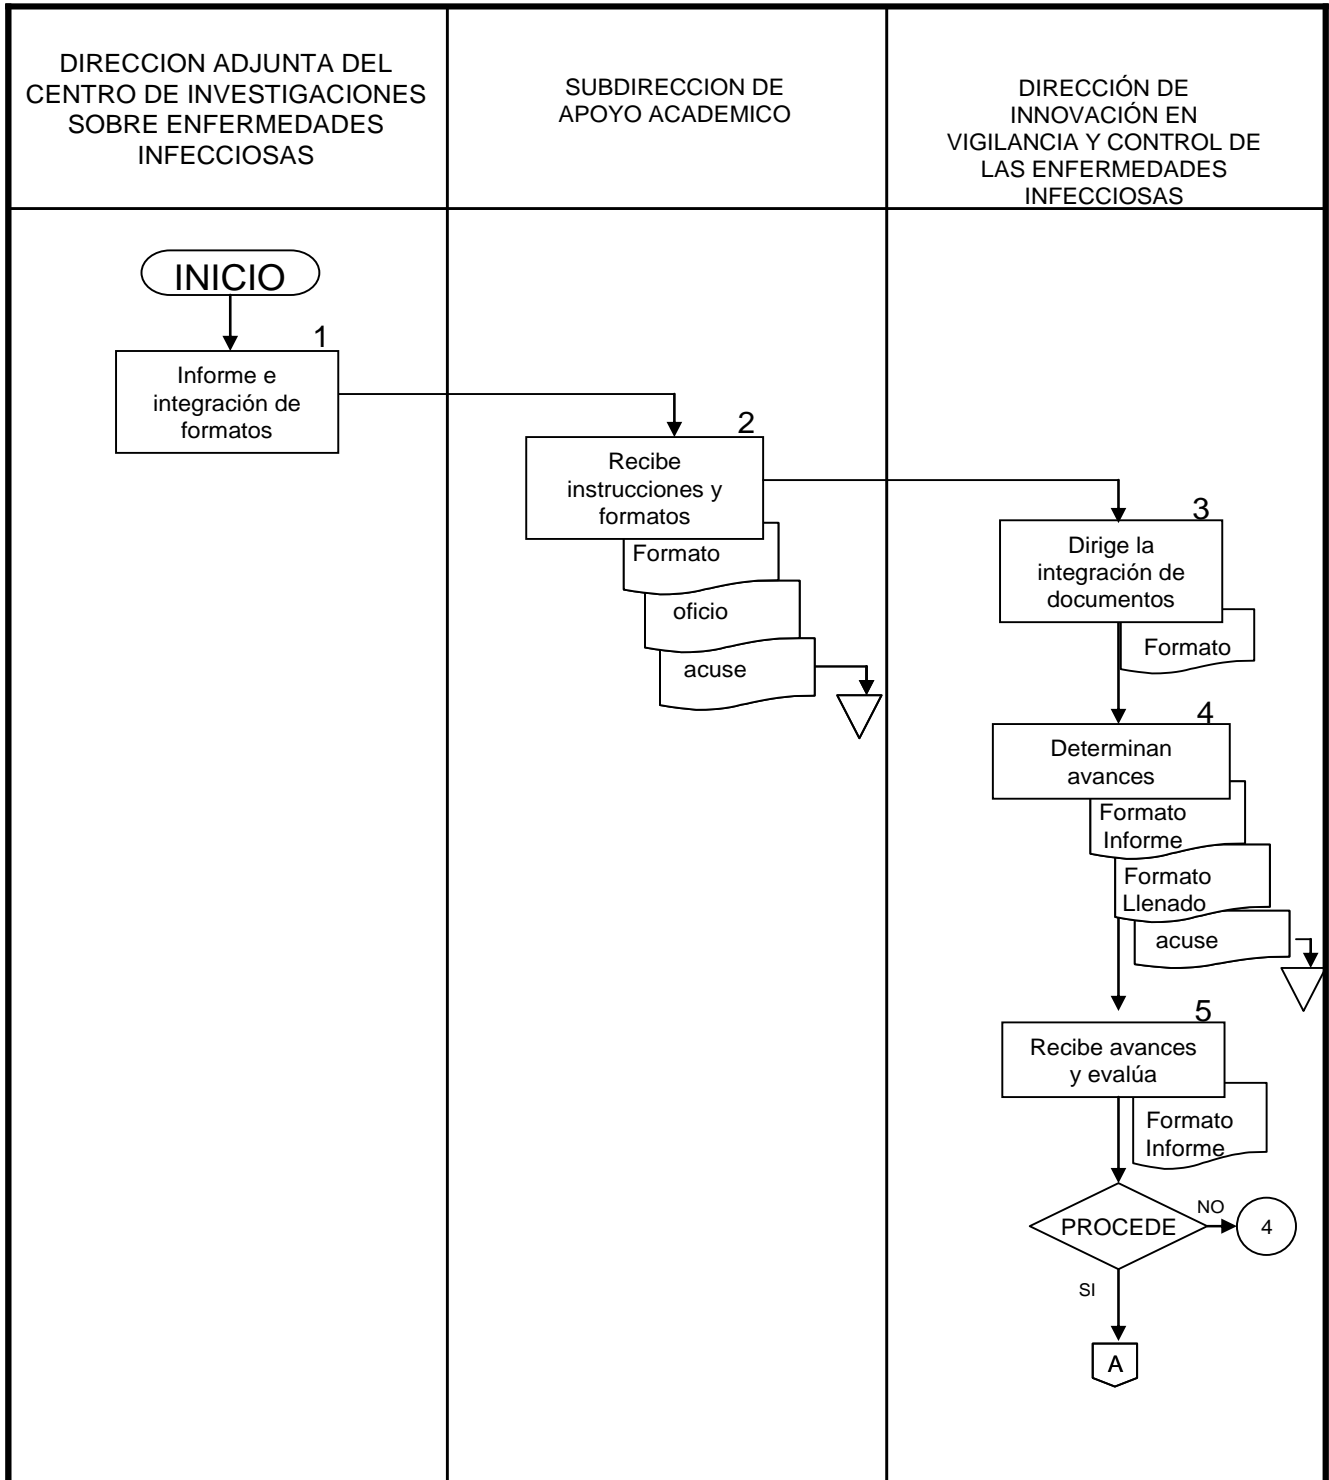 DIRECCION ADJUNTA DEL
CENTRO DE INVESTIGACIONES
SOBRE ENFERMEDADES
INFECCIOSAS
SUBDIRECCION DE
APOYO ACADEMICO
DIRECCIÓN DE
INNOVACIÓN EN
VIGILANCIA Y CONTROL DE
LAS ENFERMEDADES
INFECCIOSAS
INICIO
1
Informe e
integración de
formatos
2
Recibe
instrucciones y
formatos
Formato
oficio
acuse
3
Dirige la
integración de
documentos
Formato
4
Determinan
avances
Formato
Informe
Formato
Llenado
acuse
5
Recibe avances
y evalúa
Formato
Informe
PROCEDE
NO
4
SI
A